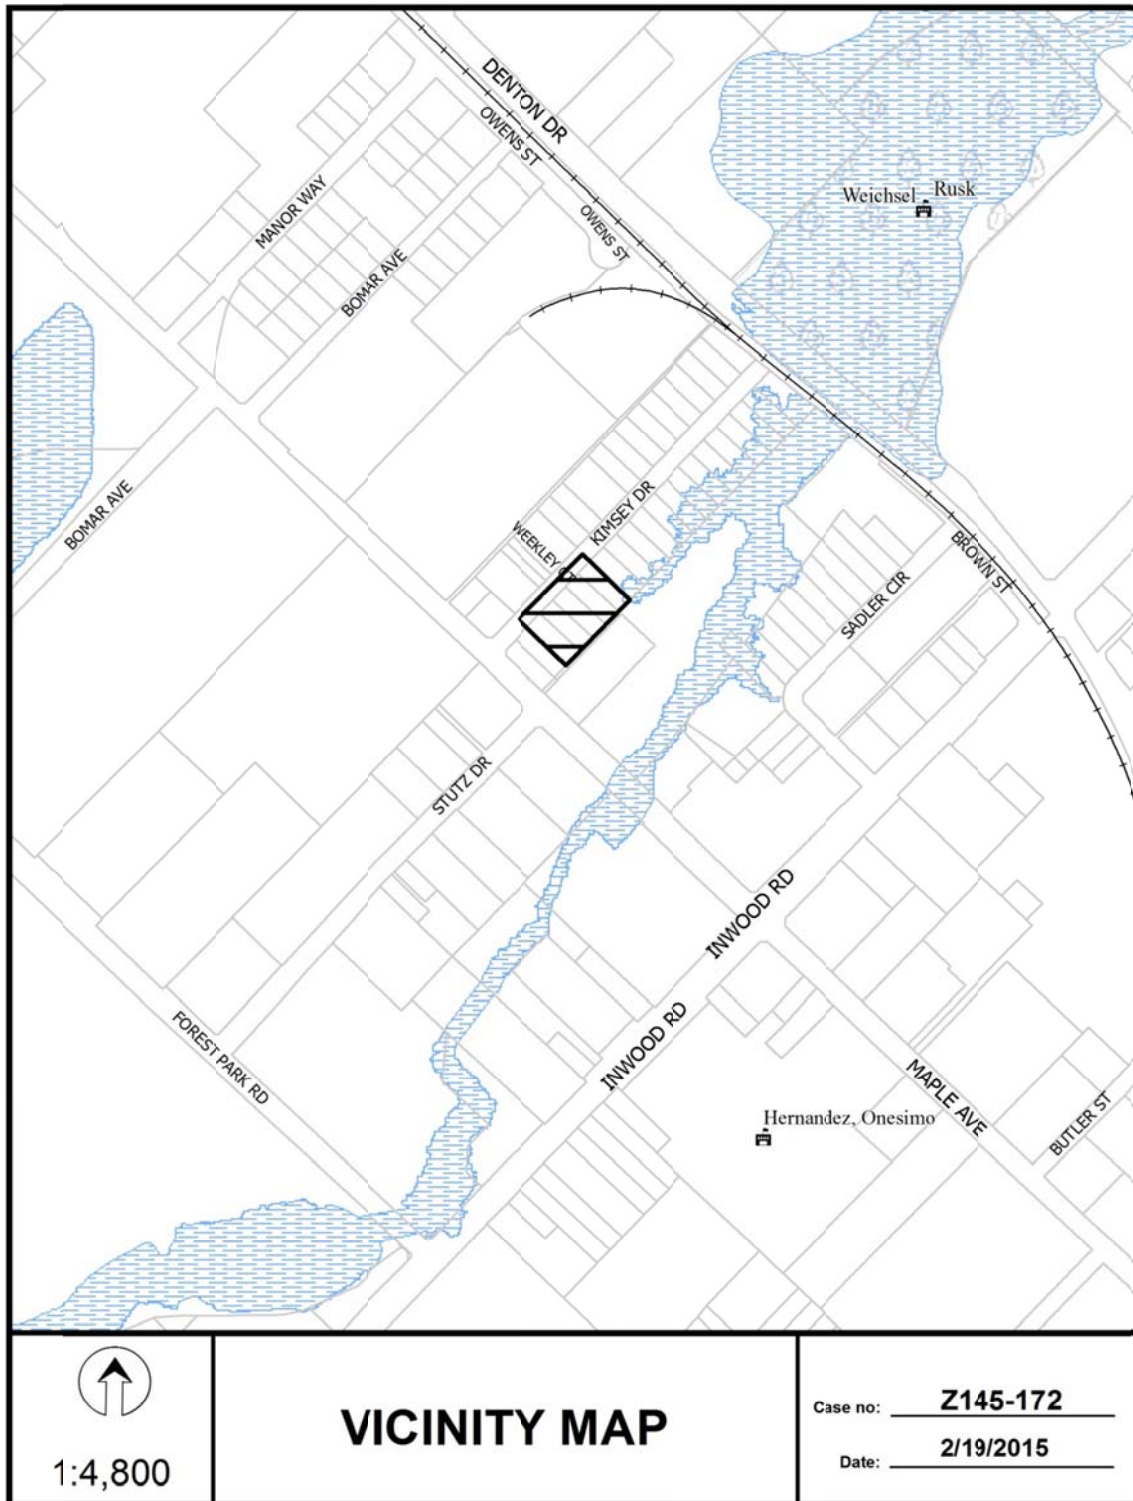 DENTON DR
OWENS ST
Weichsel Rusk
MANOR WAY
OWENS ST
BOMAR AVE
BOMAR AVE
KIMSEY DR
WEEKLEY CT
BROWN ST
SADLER CIR
STUTZ DR
INWOOD RD
INWOOD RD
FOREST PARK RD
MAPLE AVE
Hernandez, Onesimo
BUTLER ST
1:4,800
VICINITY MAP
Case no: Z145-172
Date: 2/19/2015